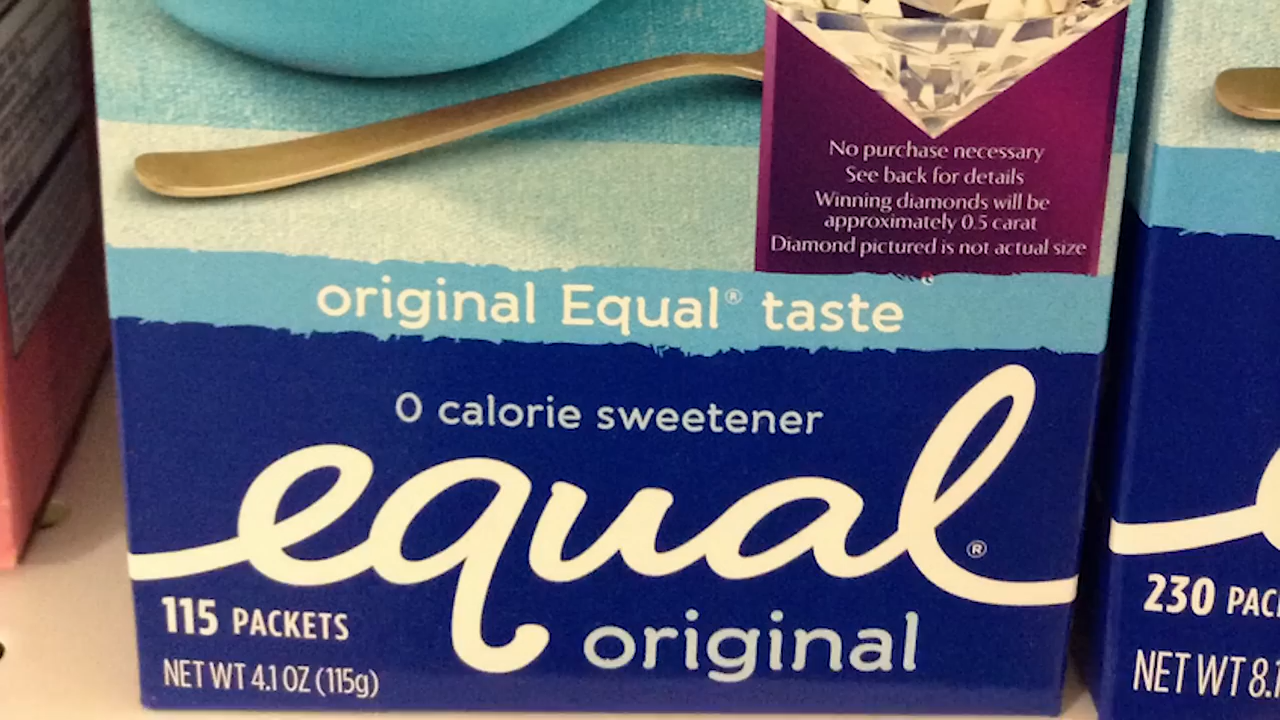 No purchase necessary
See back for details
Winning diamonds will be
approximately 0.5 carat
Diamond pictured is not actual size
original Equal® taste
0 calorie sweetener
equal®
original
115 PACKETS
NET WT 4.1 OZ (115g)
230 PAC
NET WT 8.1